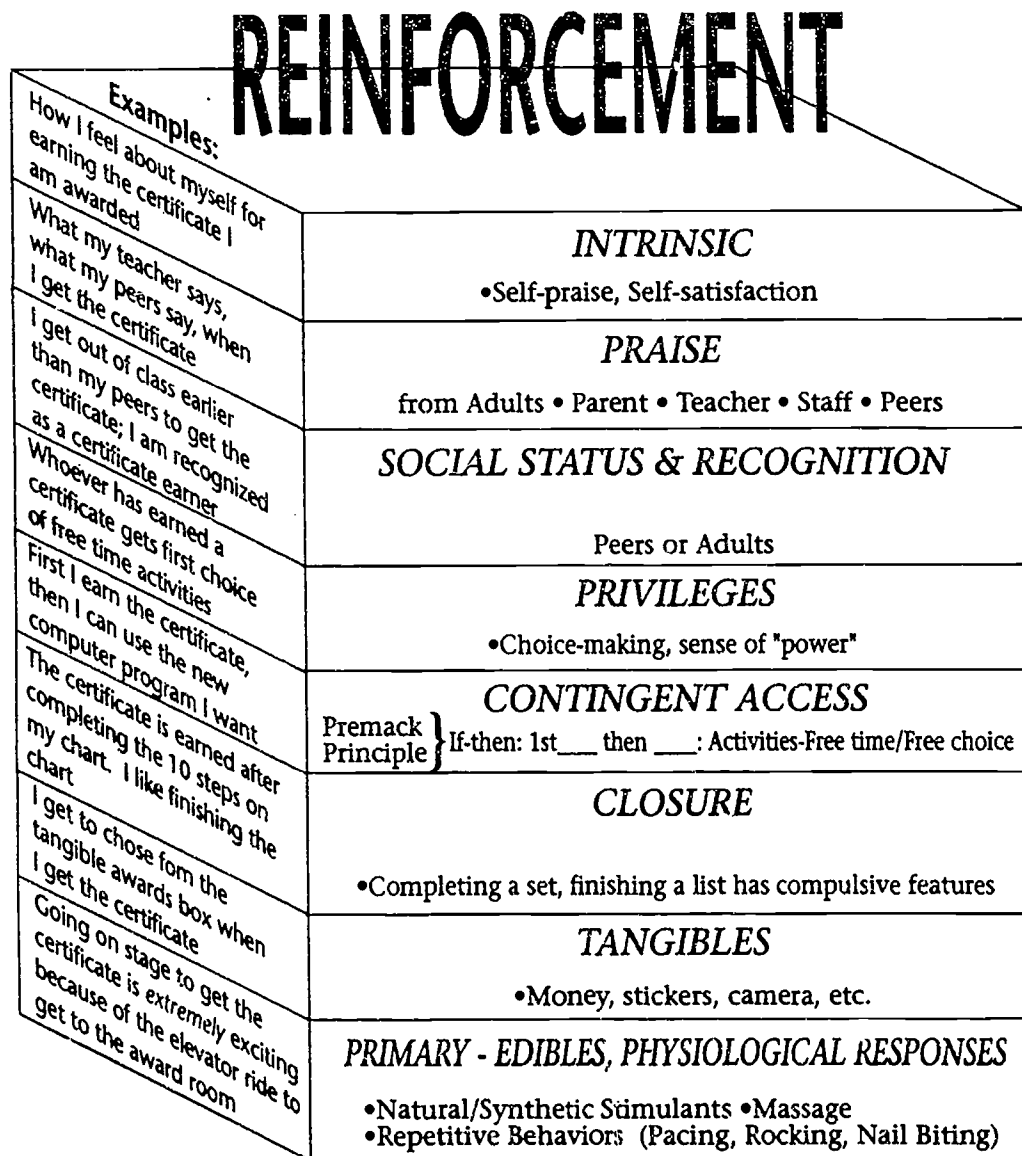 REINFORCEMENT
Examples:
How I feel about myself for
earning the certificate I
am awarded
What my teacher says,
what my peers say, when
I get the certificate
I get out of class earlier
than my peers to get the
certificate; I am recognized
as a certificate earner
Whoever has earned a
certificate gets first choice
of free time activities
First I earn the certificate,
then I can use the new
computer program I want
The certificate is earned after
completing the 10 steps on
my chart. I like finishing the
chart
I get to chose fom the
tangible awards box when
I get the certificate
Going on stage to get the
certificate is extremely exciting
because of the elevator ride to
get to the award room
INTRINSIC
•Self-praise, Self-satisfaction
PRAISE
from Adults • Parent • Teacher • Staff • Peers
SOCIAL STATUS & RECOGNITION
Peers or Adults
PRIVILEGES
•Choice-making, sense of "power"
CONTINGENT ACCESS
Premack
Principle } If-then: 1st___ then ___: Activities-Free time/Free choice
CLOSURE
•Completing a set, finishing a list has compulsive features
TANGIBLES
•Money, stickers, camera, etc.
PRIMARY - EDIBLES, PHYSIOLOGICAL RESPONSES
•Natural/Synthetic Stimulants •Massage
•Repetitive Behaviors (Pacing, Rocking, Nail Biting)